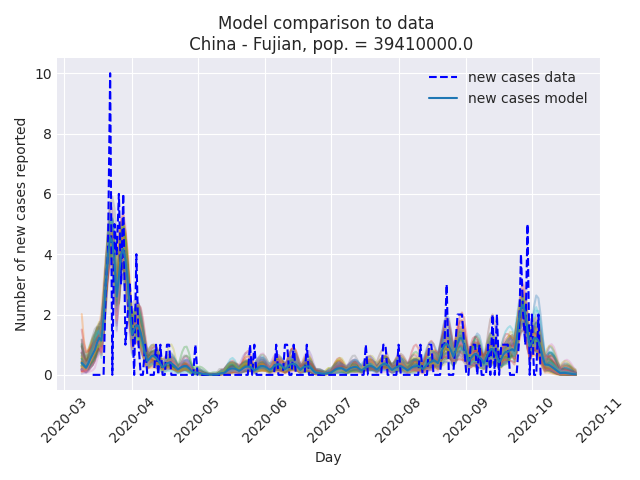 Model comparison to data
China - Fujian, pop. = 39410000.0
new cases data
new cases model
Number of new cases reported
10
8
6
4
2
0
2020-03
2020-04
2020-05
2020-06
2020-07
2020-08
2020-09
2020-10
2020-11
Day